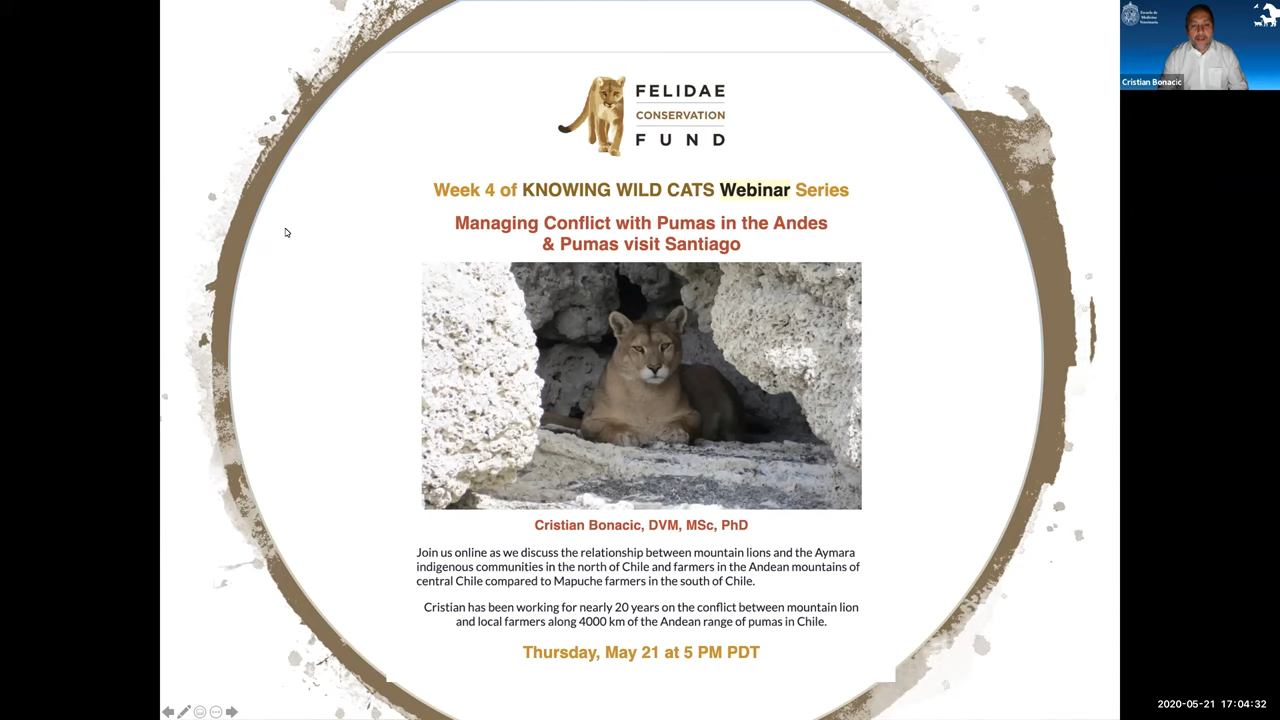 Escuela de
Medicina
Veterinaria
Cristian Bonacic
FELIDAE
CONSERVATION
FUND
Week 4 of KNOWING WILD CATS Webinar Series
Managing Conflict with Pumas in the Andes
& Pumas visit Santiago
Cristian Bonacic, DVM, MSc, PhD
Join us online as we discuss the relationship between mountain lions and the Aymara
indigenous communities in the north of Chile and farmers in the Andean mountains of
central Chile compared to Mapuche farmers in the south of Chile.
Cristian has been working for nearly 20 years on the conflict between mountain lion
and local farmers along 4000 km of the Andean range of pumas in Chile.
Thursday, May 21 at 5 PM PDT
2020-05-21 17:04:32